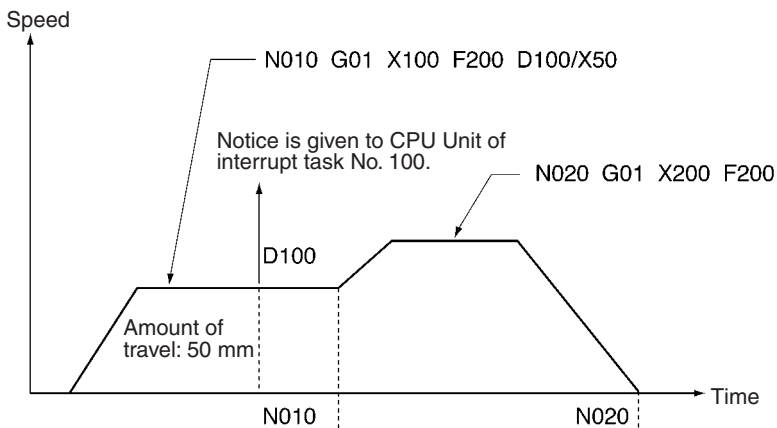 Speed
N010 G01 X100 F200 D100/X50
Notice is given to CPU Unit of
interrupt task No. 100.
N020 G01 X200 F200
D100
Amount of
travel: 50 mm
Time
N010
N020